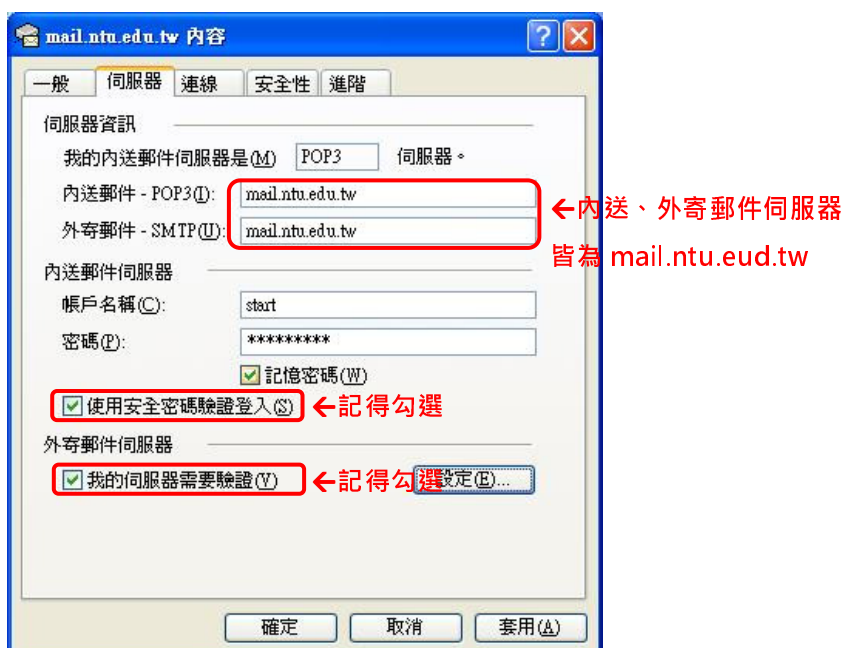 mail.ntu.edu.tw 內容
一般 伺服器 連線 安全性 進階
伺服器資訊
我的內送郵件伺服器是(M) POP3 伺服器。
內送郵件 - POP3(I): mail.ntu.edu.tw
←內送、外寄郵件伺服器
外寄郵件 - SMTP(U): mail.ntu.edu.tw
皆為 mail.ntu.eud.tw
內送郵件伺服器
帳戶名稱(C): start
密碼(P): *********
記憶密碼(W)
使用安全密碼驗證登入(S) ←記得勾選
外寄郵件伺服器
我的伺服器需要驗證(V) ←記得勾選 設定(E)...
確定 取消 套用(A)